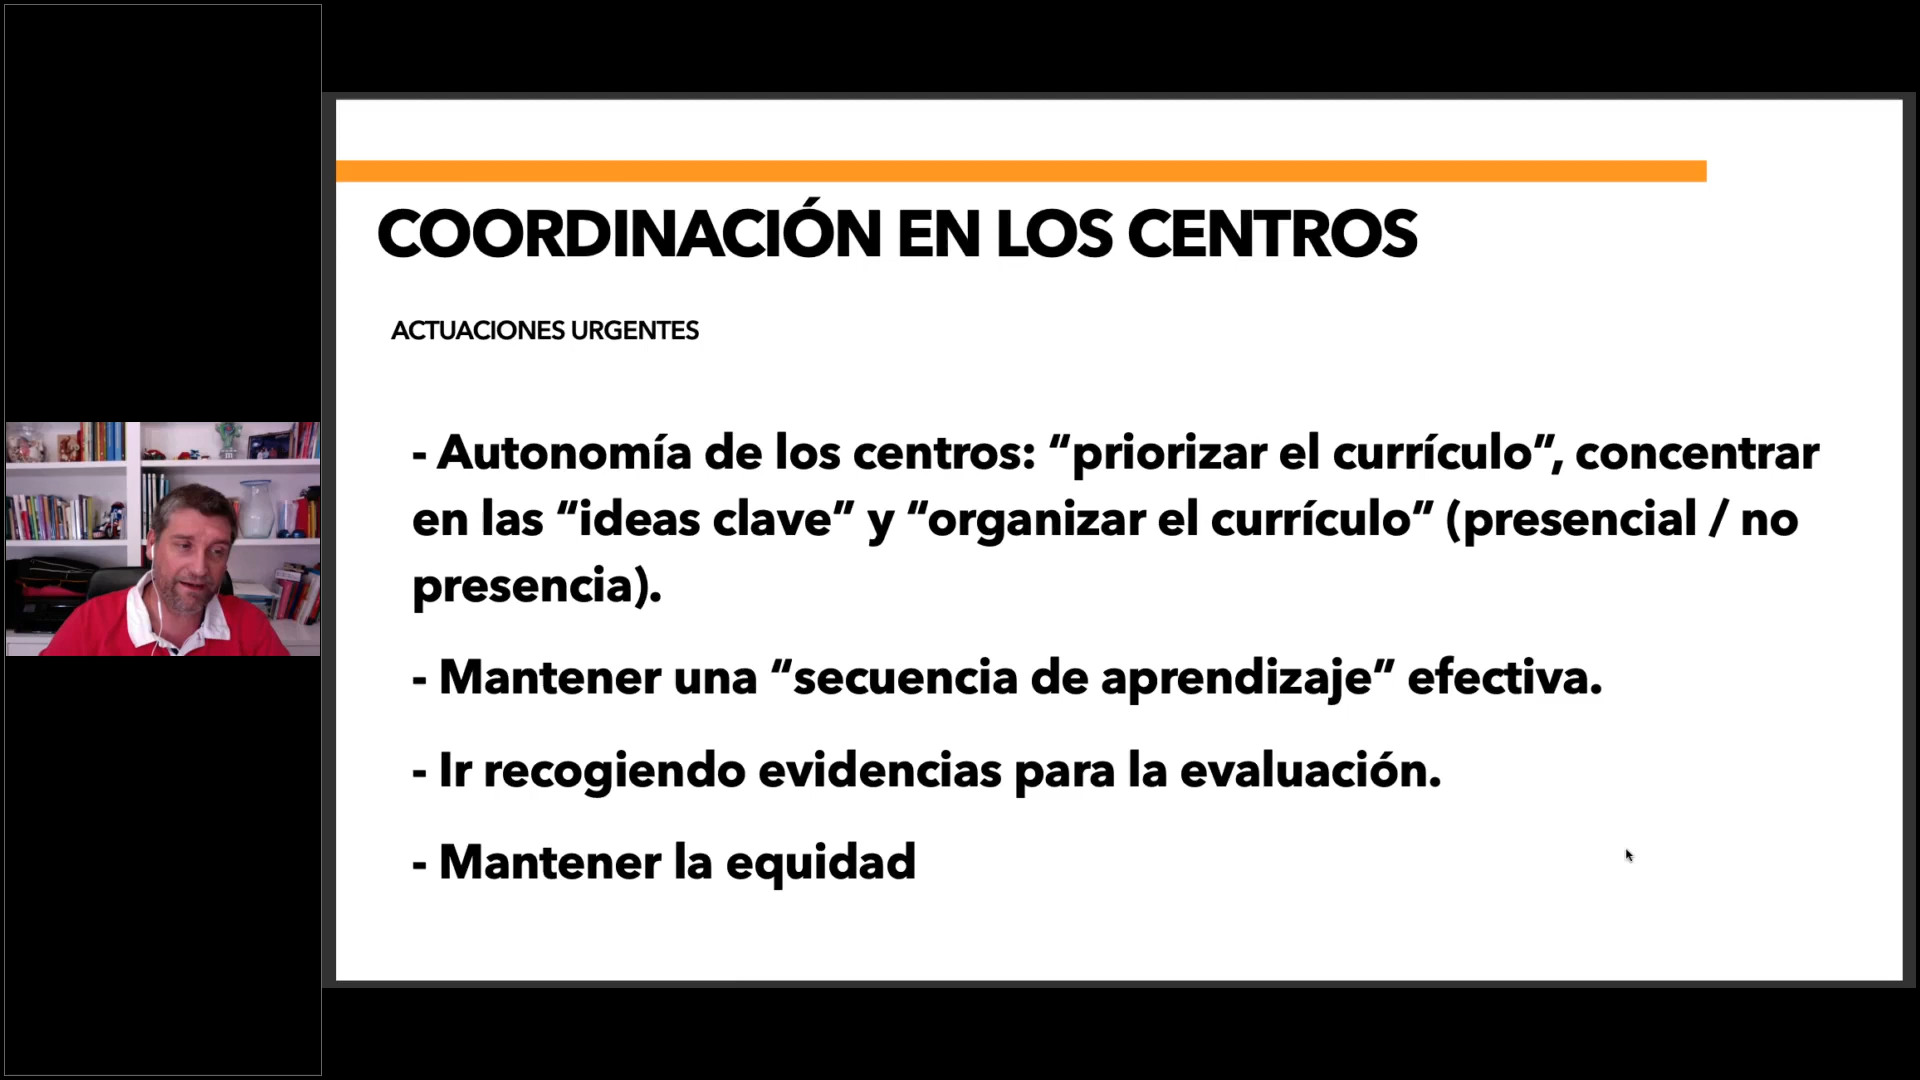 COORDINACIÓN EN LOS CENTROS
ACTUACIONES URGENTES
- Autonomía de los centros: “priorizar el currículo”, concentrar
en las “ideas clave” y “organizar el currículo” (presencial / no
presencia).
- Mantener una “secuencia de aprendizaje” efectiva.
- Ir recogiendo evidencias para la evaluación.
- Mantener la equidad